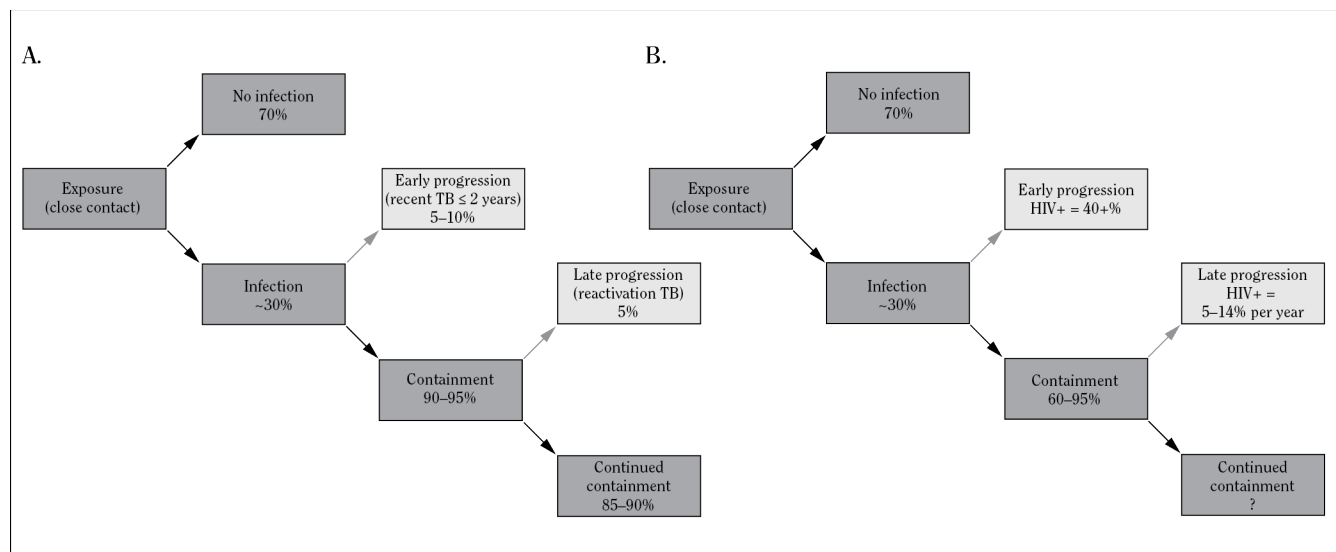 A.
No infection
70%
Exposure
(close contact)
Early progression
(recent TB ≤ 2 years)
5–10%
Infection
~30%
Late progression
(reactivation TB)
5%
Containment
90–95%
Continued
containment
85–90%
B.
No infection
70%
Exposure
(close contact)
Early progression
HIV+ = 40+%
Infection
~30%
Late progression
HIV+ =
5–14% per year
Containment
60–95%
Continued
containment
?